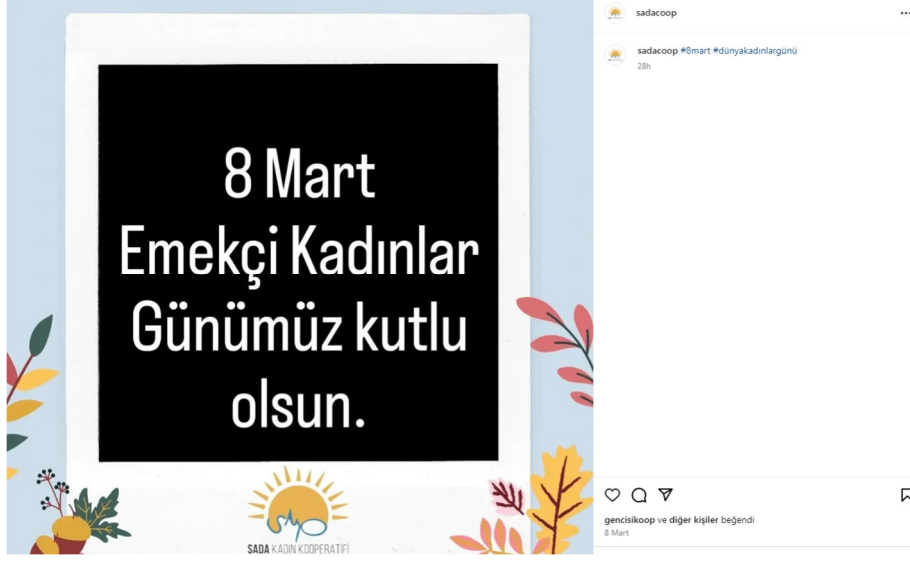 8 Mart
Emekçi Kadınlar
Günümüz kutlu
olsun.
SADA KADIN KOOPERATİFİ
sadacoop
sadacoop #8mart #dünyakadınlargünü
28h
gencisikoop ve diğer kişiler beğendi
8 Mart